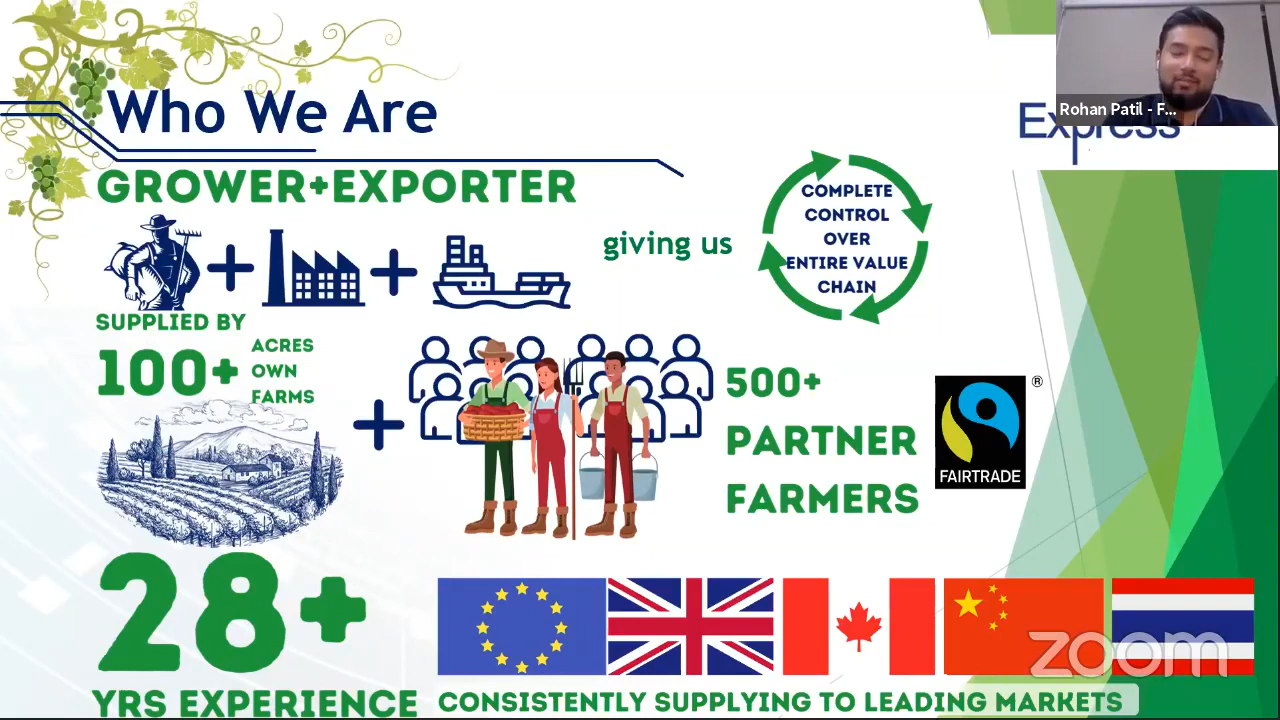 Who We Are
Rohan Patil - F...
Express
GROWER+EXPORTER
giving us
COMPLETE
CONTROL
OVER
ENTIRE VALUE
CHAIN
SUPPLIED BY
100+
ACRES
OWN
FARMS
500+
PARTNER
FARMERS
®
FAIRTRADE
28+
YRS EXPERIENCE
zoom
CONSISTENTLY SUPPLYING TO LEADING MARKETS